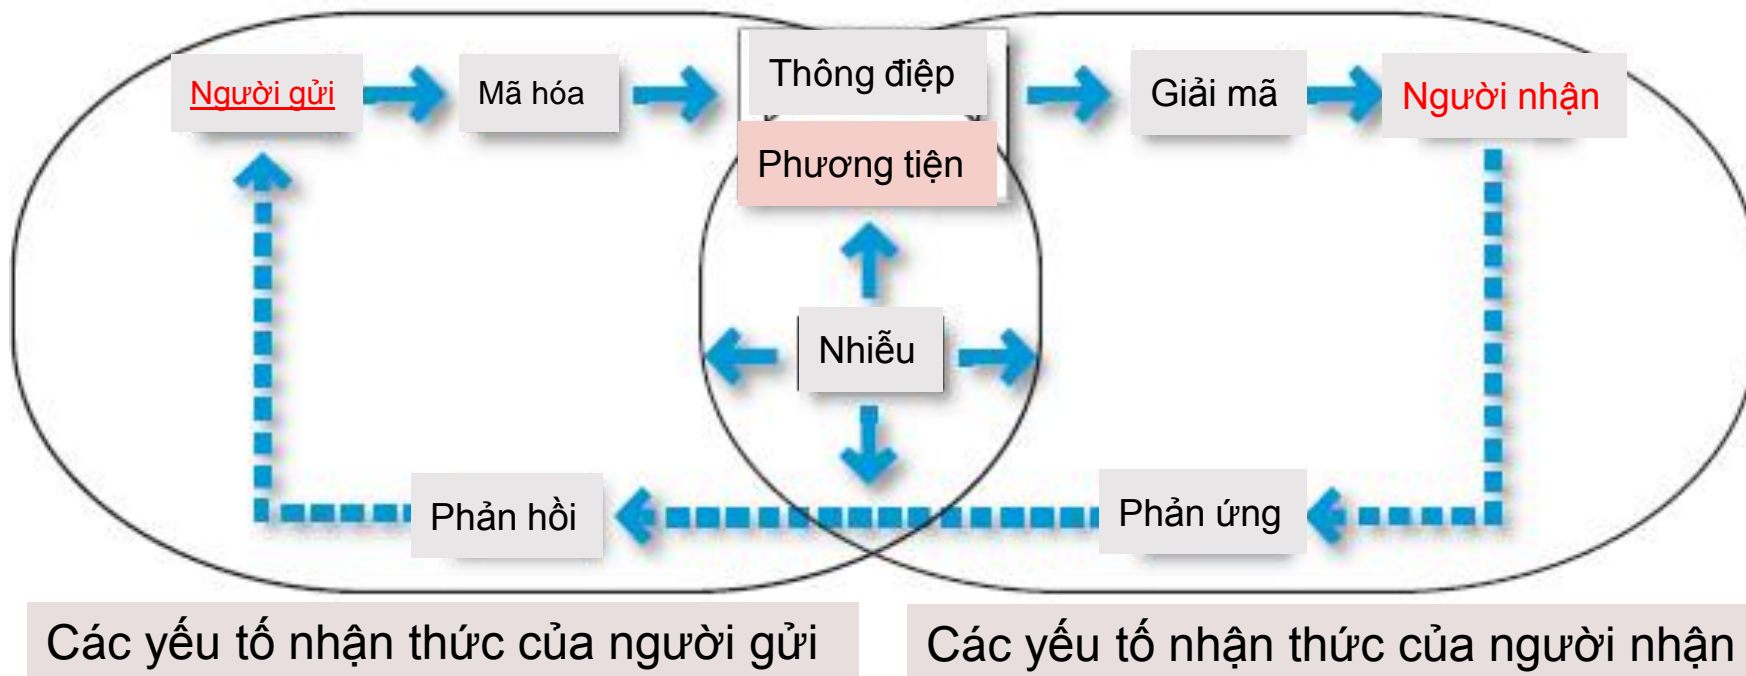 Người gửi
Mã hóa
Thông điệp
Phương tiện
Giải mã
Người nhận
Nhiễu
Phản hồi
Phản ứng
Các yếu tố nhận thức của người gửi
Các yếu tố nhận thức của người nhận